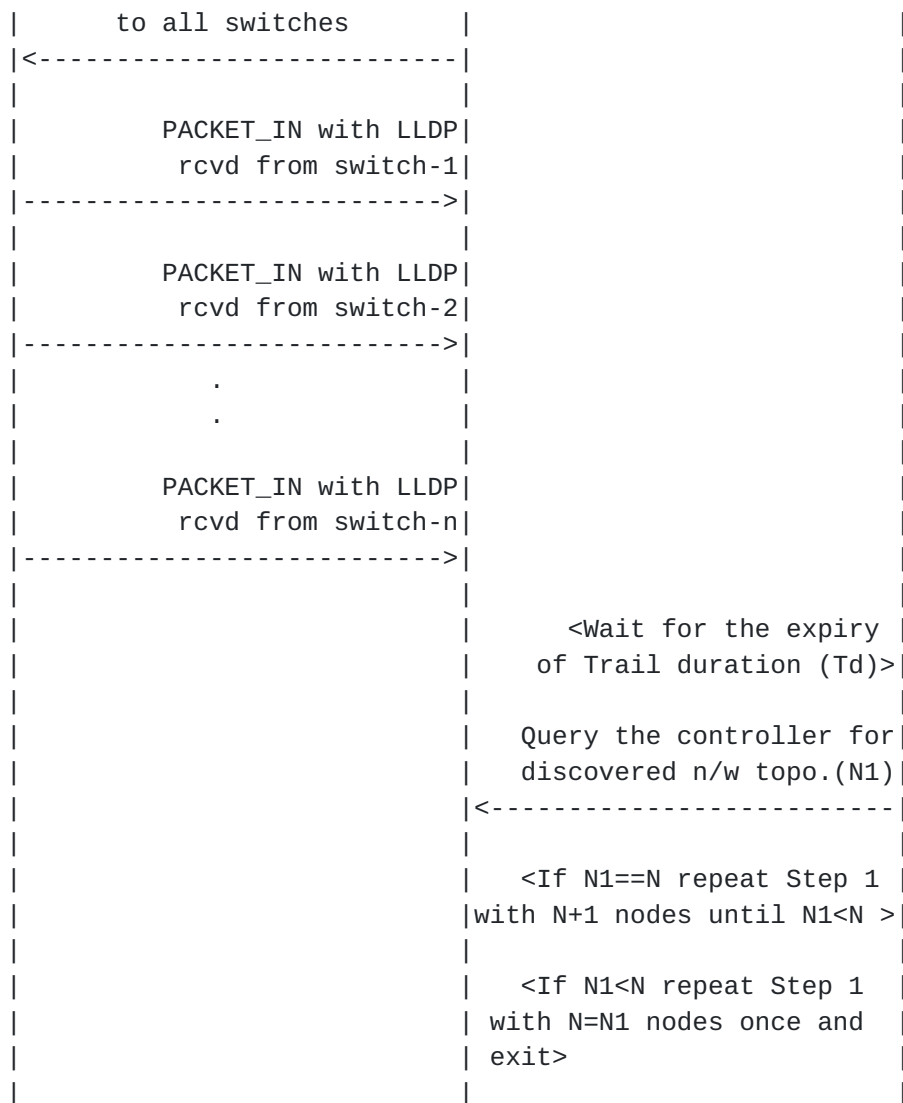 to all switches
<---------------------------
PACKET_IN with LLDP
rcvd from switch-1
--------------------------->
PACKET_IN with LLDP
rcvd from switch-2
--------------------------->
.
.
PACKET_IN with LLDP
rcvd from switch-n
--------------------------->
<Wait for the expiry
of Trail duration (Td)>
Query the controller for
discovered n/w topo.(N1)
<--------------------------
<If N1==N repeat Step 1
with N+1 nodes until N1<N >
<If N1<N repeat Step 1
with N=N1 nodes once and
exit>